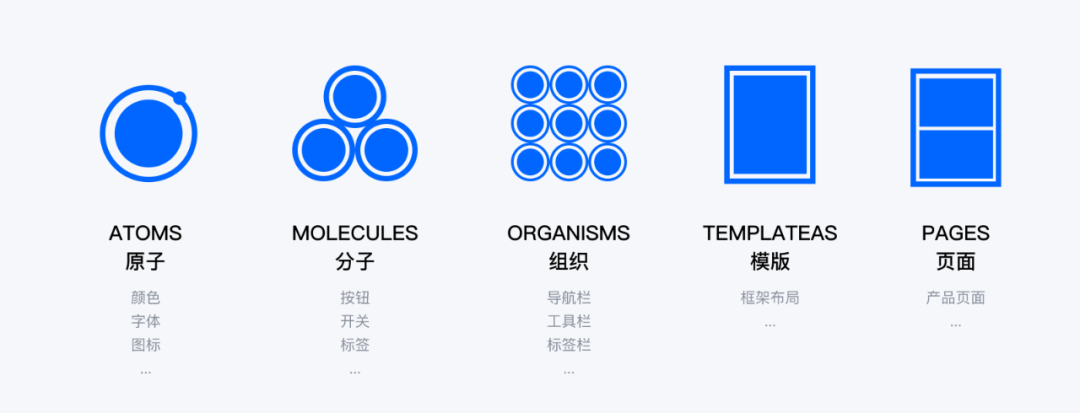 ATOMS
原子
颜色
字体
图标
...
MOLECULES
分子
按钮
开关
标签
...
ORGANISMS
组织
导航栏
工具栏
标签栏
...
TEMPLATEAS
模版
框架布局
...
PAGES
页面
产品页面
...